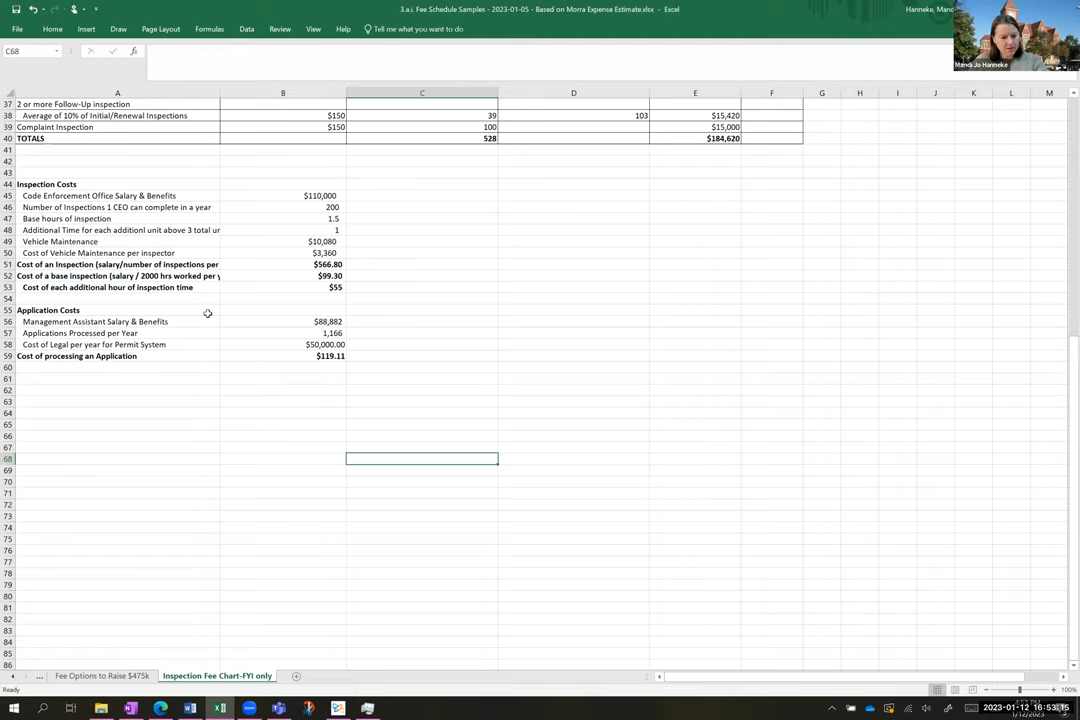 3.a.i. Fee Schedule Samples - 2023-01-05 - Based on Morra Expense Estimate.xlsx - Excel
Hanneke, Mand
File Home Insert Draw Page Layout Formulas Data Review View Help Tell me what you want to do
Mandi Jo Hanneke
C68 fx
A B C D E F G H I J K L M
37 2 or more Follow-Up inspection
38 Average of 10% of Initial/Renewal Inspections $150 39 103 $15,420
39 Complaint Inspection $150 100 $15,000
40 TOTALS 528 $184,620
41
42
43
44 Inspection Costs
45 Code Enforcement Office Salary & Benefits $110,000
46 Number of Inspections 1 CEO can complete in a year 200
47 Base hours of inspection 1.5
48 Additional Time for each additionl unit above 3 total ur 1
49 Vehicle Maintenance $10,080
50 Cost of Vehicle Maintenance per inspector $3,360
51 Cost of an Inspection (salary/number of inspections per $566.80
52 Cost of a base inspection (salary / 2000 hrs worked per y $99.30
53 Cost of each additional hour of inspection time $55
54
55 Application Costs
56 Management Assistant Salary & Benefits $88,882
57 Applications Processed per Year 1,166
58 Cost of Legal per year for Permit System $50,000.00
59 Cost of processing an Application $119.11
60
61
62
63
64
65
66
67
68
69
70
71
72
73
74
75
76
77
78
79
80
81
82
83
84
85
86
... Fee Options to Raise $475k Inspection Fee Chart-FYI only
Ready 100%
2023-01-12 16:53:15
1/12/2023